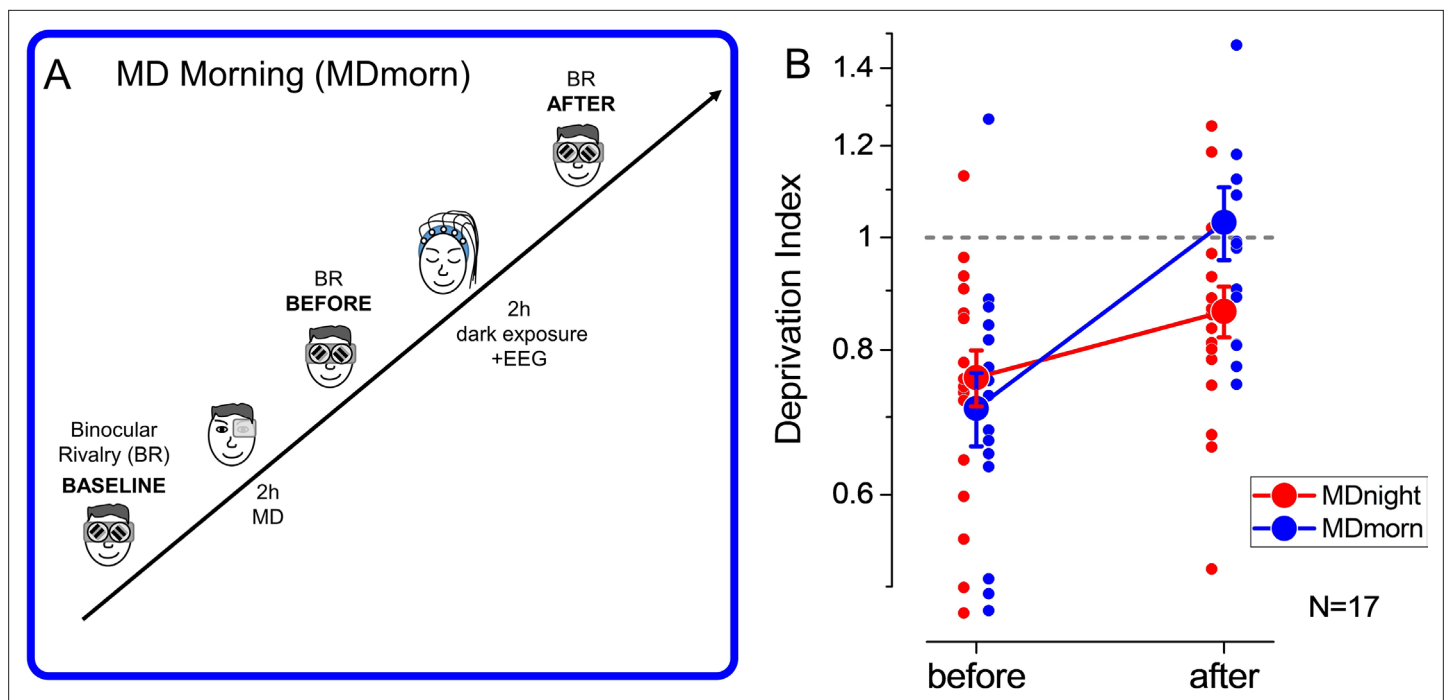 A
MD Morning (MDmorn)
BR
AFTER
BR
BEFORE
2h
dark exposure
+EEG
Binocular
Rivalry (BR)
BASELINE
2h
MD
B
Deprivation Index
1.4
1.2
1
0.8
0.6
before
after
MDnight
MDmorn
N=17